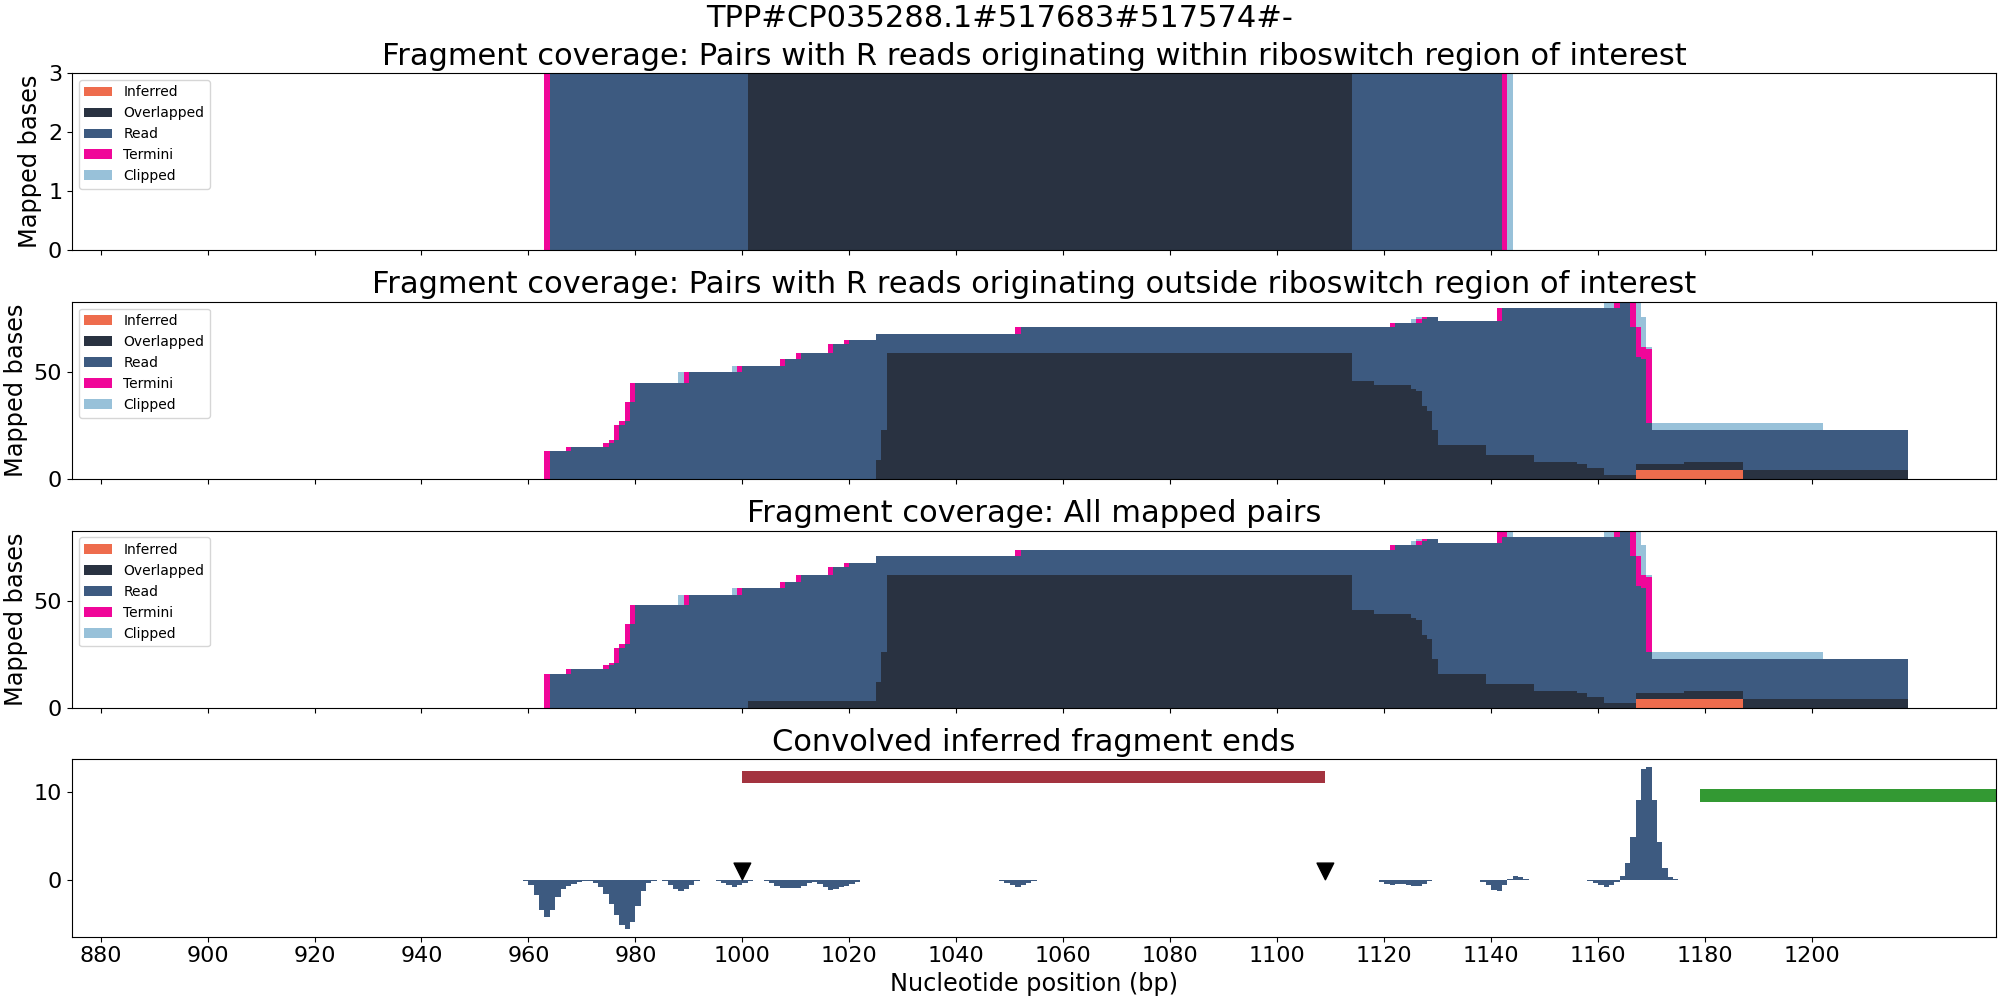 TPP#CP035288.1#517683#517574#-
Fragment coverage: Pairs with R reads originating within riboswitch region of interest
Mapped bases
3
2
1
0
Inferred
Overlapped
Read
Termini
Clipped
Fragment coverage: Pairs with R reads originating outside riboswitch region of interest
Mapped bases
50
0
Inferred
Overlapped
Read
Termini
Clipped
Fragment coverage: All mapped pairs
Mapped bases
50
0
Inferred
Overlapped
Read
Termini
Clipped
Convolved inferred fragment ends
10
0
880 900 920 940 960 980 1000 1020 1040 1060 1080 1100 1120 1140 1160 1180 1200
Nucleotide position (bp)